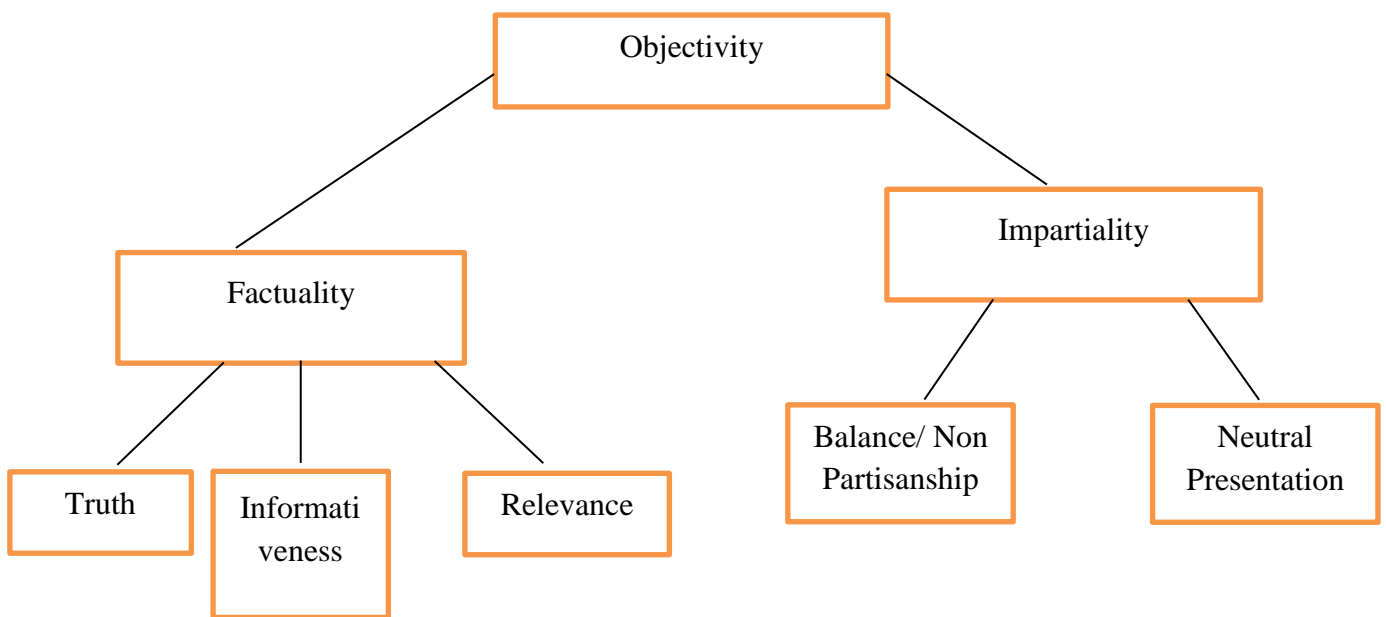 Objectivity
Impartiality
Factuality
Balance/ Non
Partisanship
Neutral
Presentation
Truth
Informati
veness
Relevance